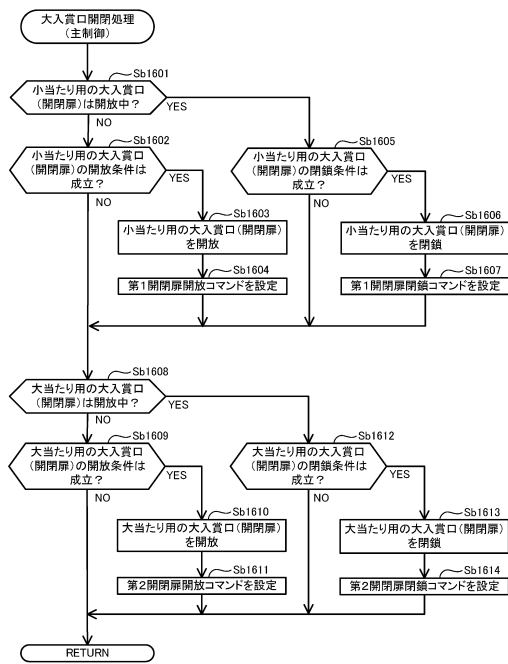 大入賞口開閉処理
（主制御）
Sb1601
小当たり用の大入賞口
（開閉扉）は開放中？
YES
NO
Sb1602
小当たり用の大入賞口
（開閉扉）の開放条件は
成立？
YES
NO
Sb1605
小当たり用の大入賞口
（開閉扉）の閉鎖条件は
成立？
YES
NO
Sb1603
小当たり用の大入賞口（開閉扉）
を開放
Sb1604
第1開閉扉開放コマンドを設定
Sb1606
小当たり用の大入賞口（開閉扉）
を閉鎖
Sb1607
第1開閉扉閉鎖コマンドを設定
Sb1608
大当たり用の大入賞口
（開閉扉）は開放中？
YES
NO
Sb1609
大当たり用の大入賞口
（開閉扉）の開放条件は
成立？
YES
NO
Sb1612
大当たり用の大入賞口
（開閉扉）の閉鎖条件は
成立？
YES
NO
Sb1610
大当たり用の大入賞口（開閉扉）
を開放
Sb1611
第2開閉扉開放コマンドを設定
Sb1613
大当たり用の大入賞口（開閉扉）
を閉鎖
Sb1614
第2開閉扉閉鎖コマンドを設定
RETURN